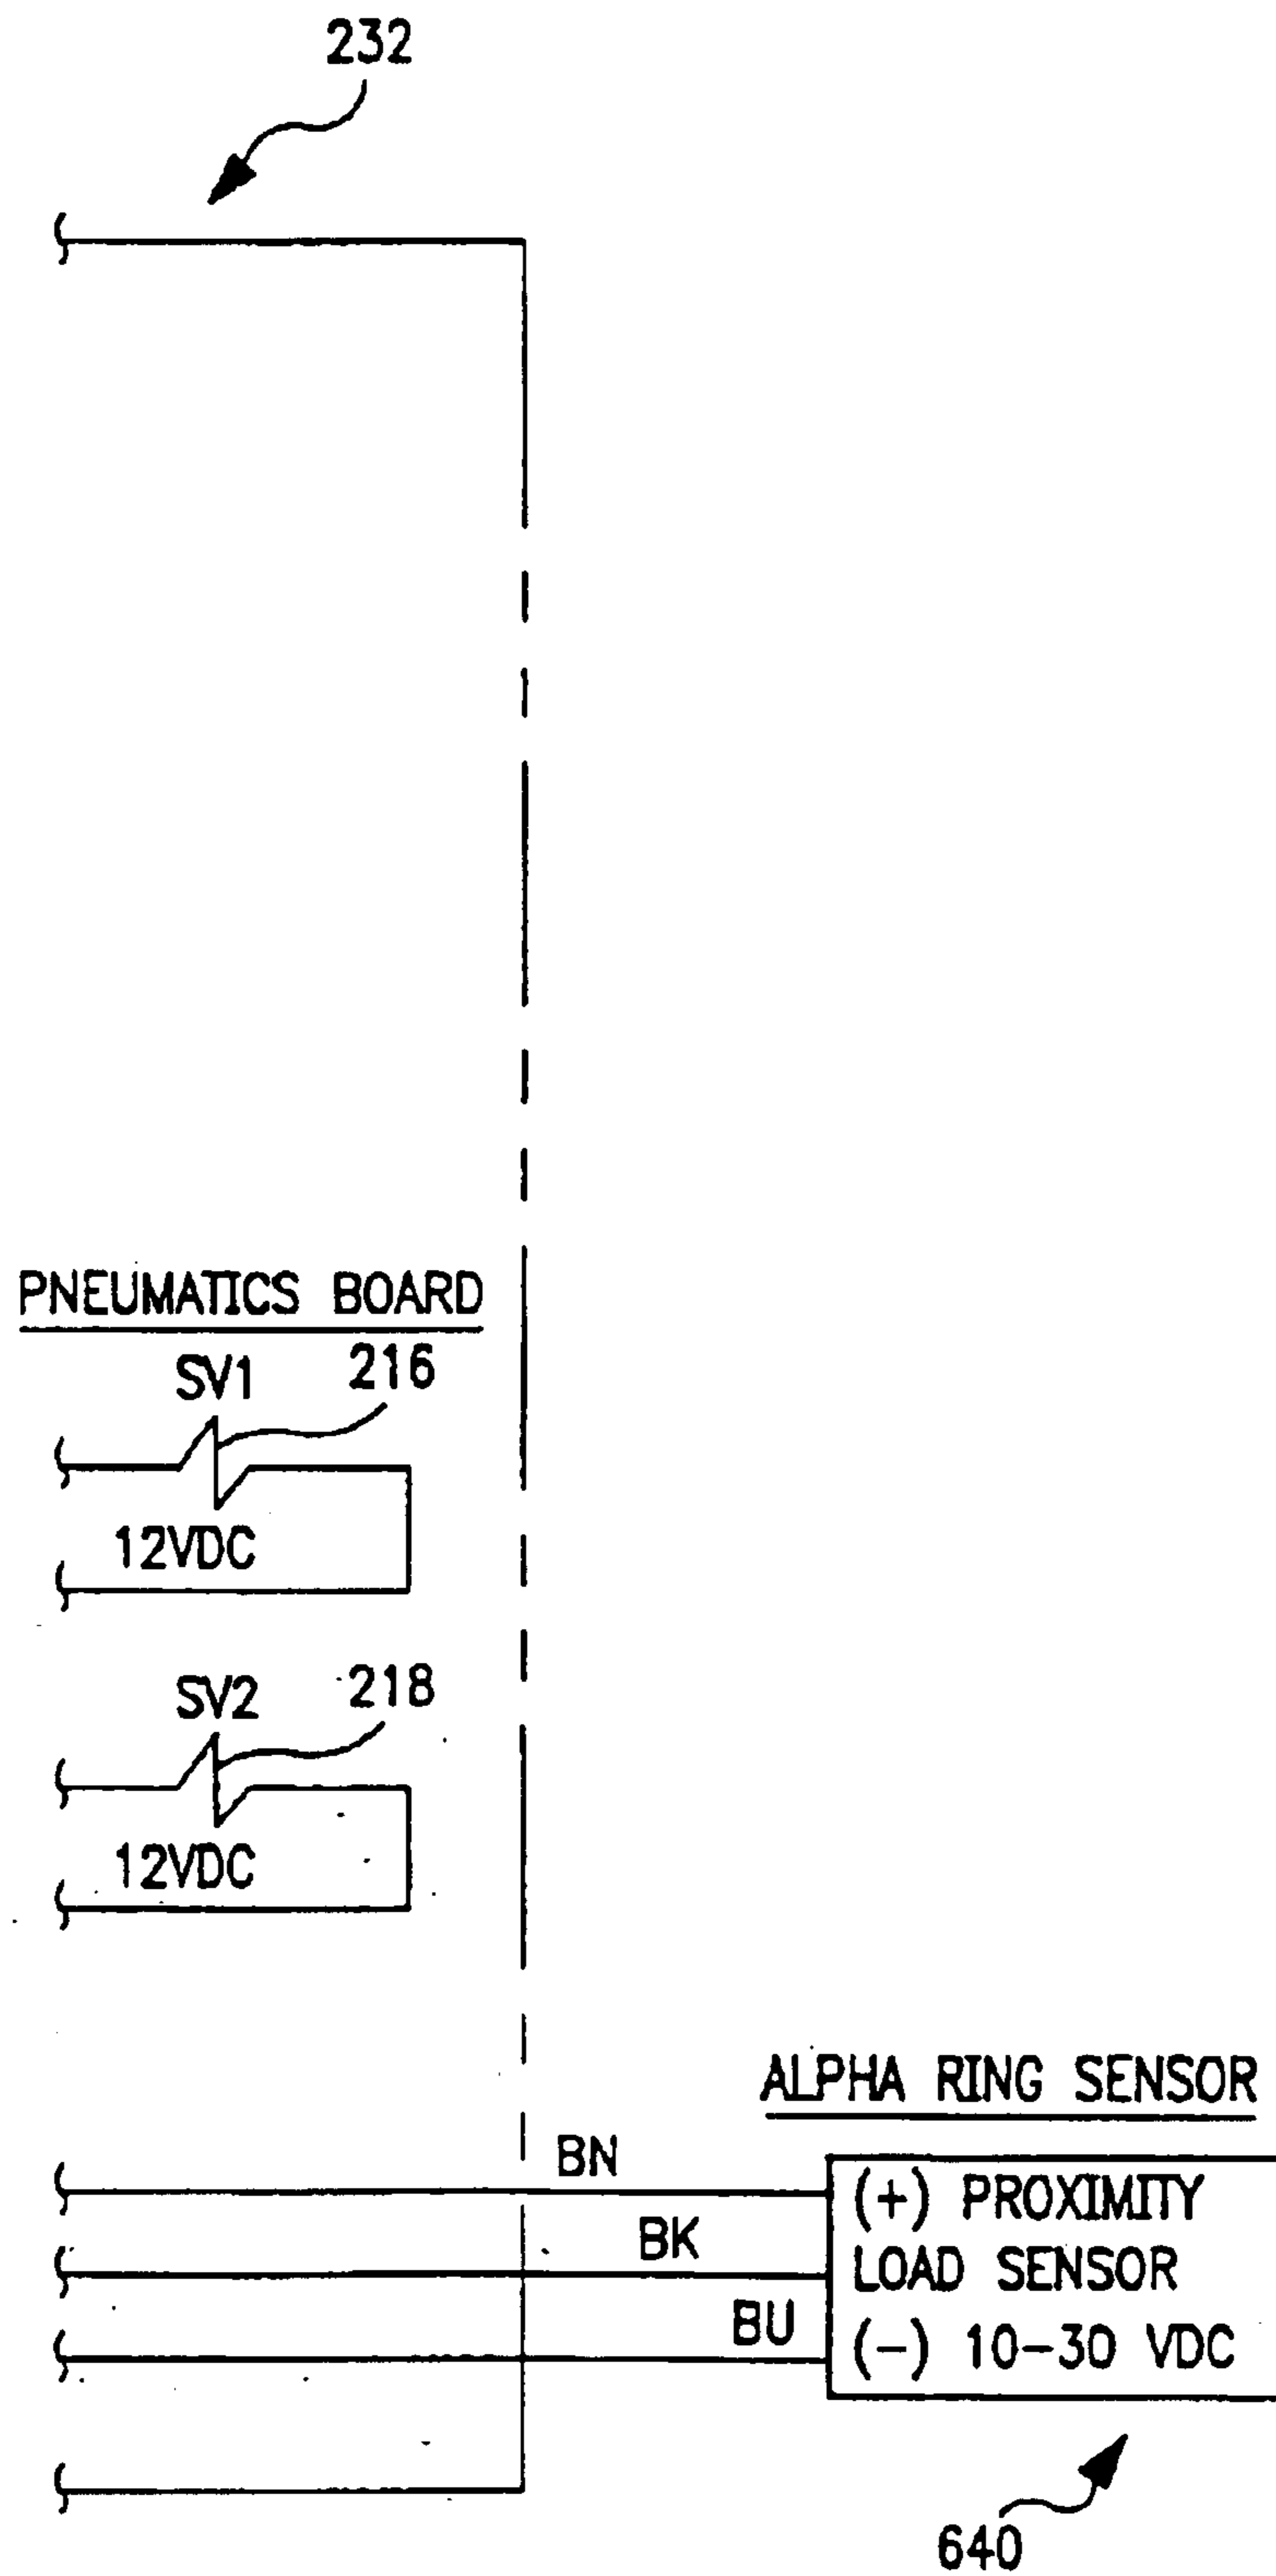 232
PNEUMATICS BOARD
SV1
216
12VDC
SV2
218
12VDC
ALPHA RING SENSOR
BN
(+) PROXIMITY
BK
LOAD SENSOR
BU
(-) 10-30 VDC
640